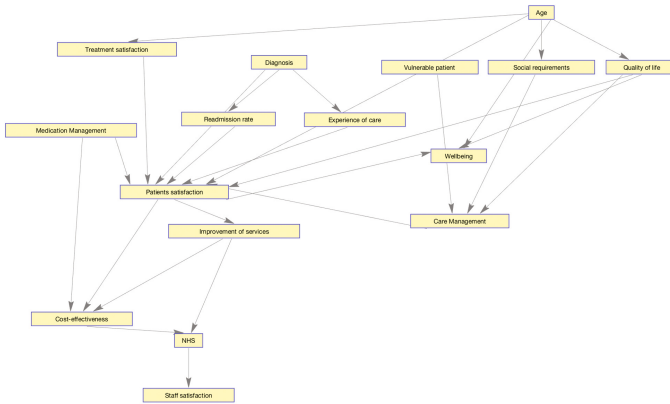 Age
Treatment satisfaction
Diagnosis
Vulnerable patient
Social requirements
Quality of life
Readmission rate
Experience of care
Medication Management
Wellbeing
Patients satisfaction
Care Management
Improvement of services
Cost-effectiveness
NHS
Staff satisfaction